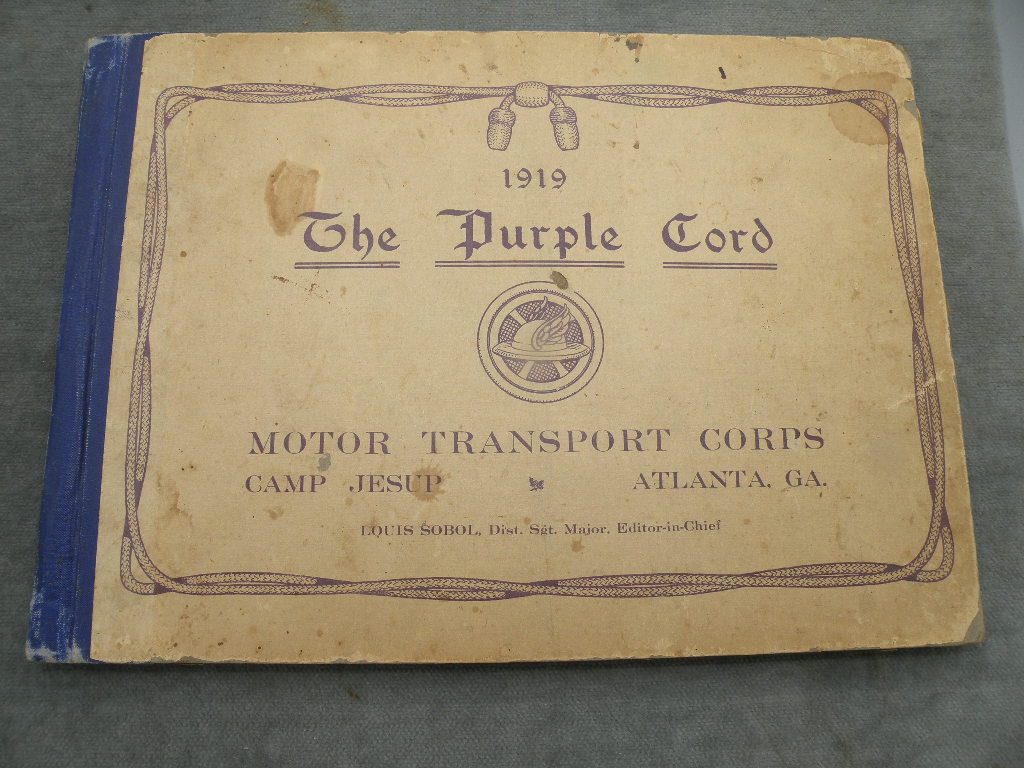 1919
The Purple Cord
MOTOR TRANSPORT CORPS
CAMP JESUP ATLANTA, GA.
LOUIS SOBOL, Dist. Sgt. Major, Editor-in-Chief